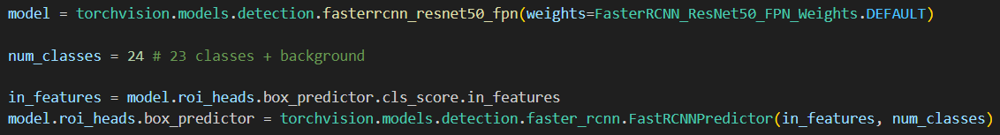 model = torchvision.models.detection.fasterrcnn_resnet50_fpn(weights=FasterRCNN_ResNet50_FPN_Weights.DEFAULT)
num_classes = 24 # 23 classes + background
in_features = model.roi_heads.box_predictor.cls_score.in_features
model.roi_heads.box_predictor = torchvision.models.detection.faster_rcnn.FastRCNNPredictor(in_features, num_classes)